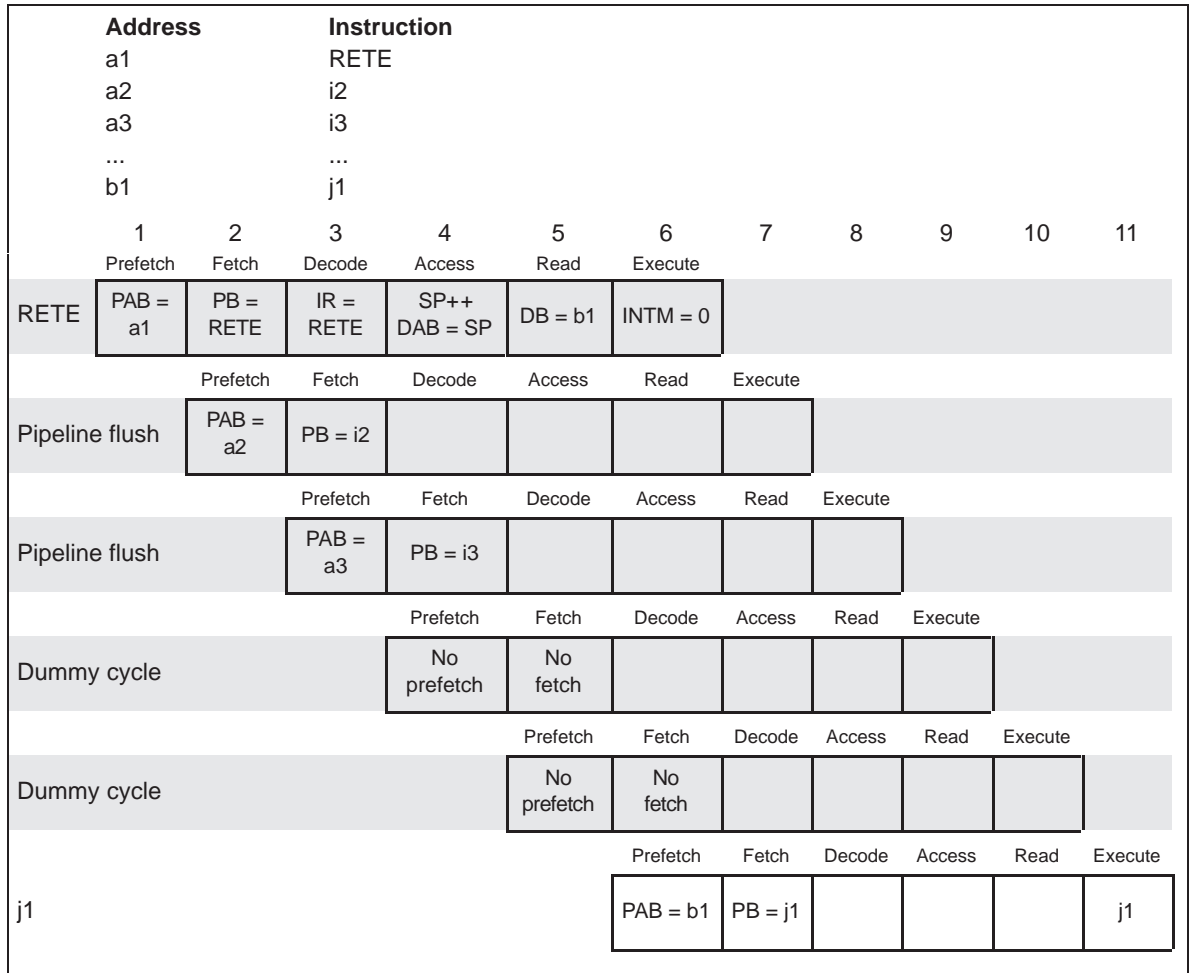 Address Instruction
a1 RETE
a2 i2
a3 i3
... ...
b1 j1
1 2 3 4 5 6 7 8 9 10 11
Prefetch Fetch Decode Access Read Execute
RETE PAB = a1 PB = RETE IR = RETE SP++ DAB = SP DB = b1 INTM = 0
Prefetch Fetch Decode Access Read Execute
Pipeline flush PAB = a2 PB = i2
Prefetch Fetch Decode Access Read Execute
Pipeline flush PAB = a3 PB = i3
Prefetch Fetch Decode Access Read Execute
Dummy cycle No prefetch No fetch
Prefetch Fetch Decode Access Read Execute
Dummy cycle No prefetch No fetch
Prefetch Fetch Decode Access Read Execute
j1 PAB = b1 PB = j1 j1